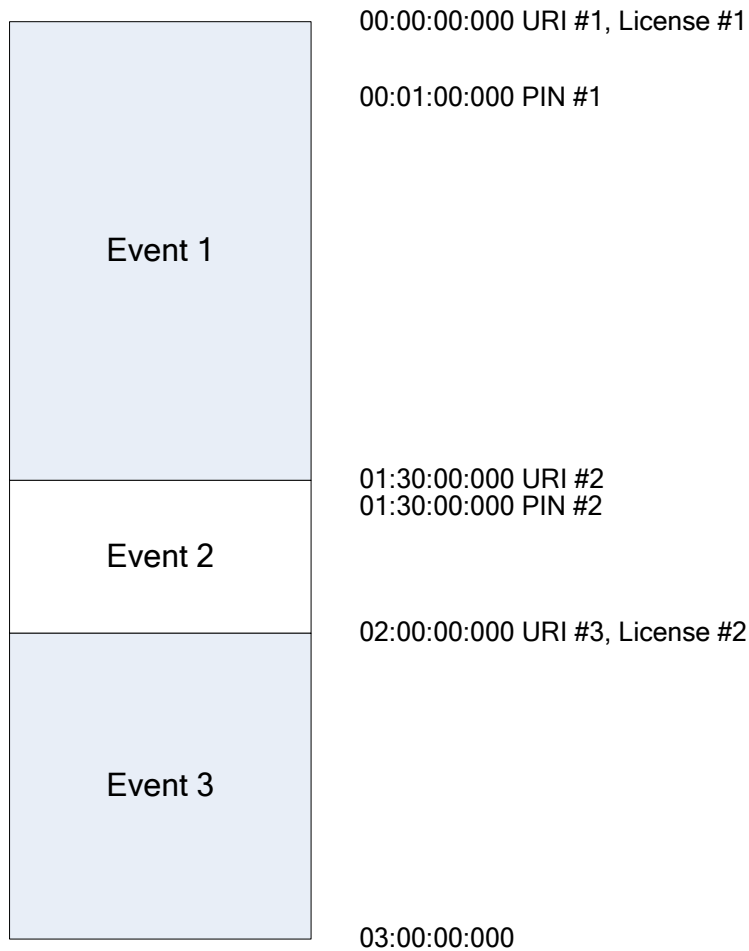 00:00:00:000 URI #1, License #1
00:01:00:000 PIN #1
Event 1
01:30:00:000 URI #2
01:30:00:000 PIN #2
Event 2
02:00:00:000 URI #3, License #2
Event 3
03:00:00:000